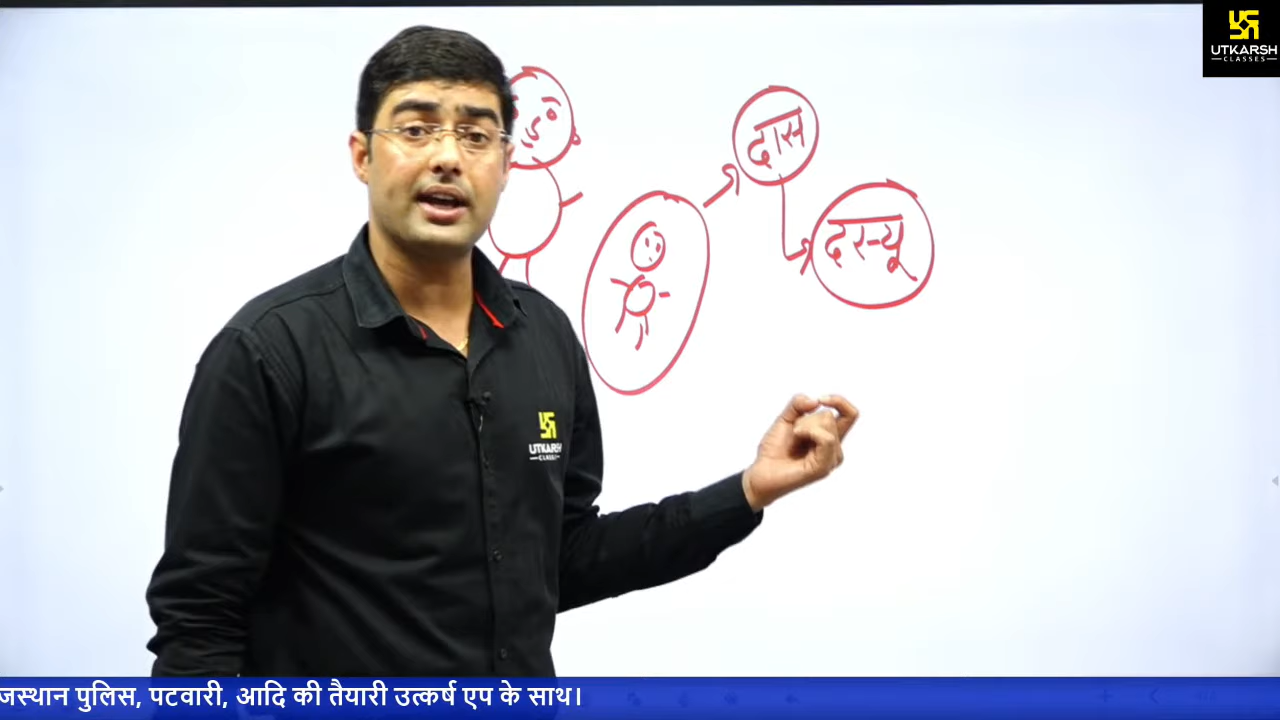 UTKARSH
CLASSES
दास
दस्यू
UTKARSH
CLASSES
जस्थान पुलिस, पटवारी, आदि की तैयारी उत्कर्ष एप के साथ।